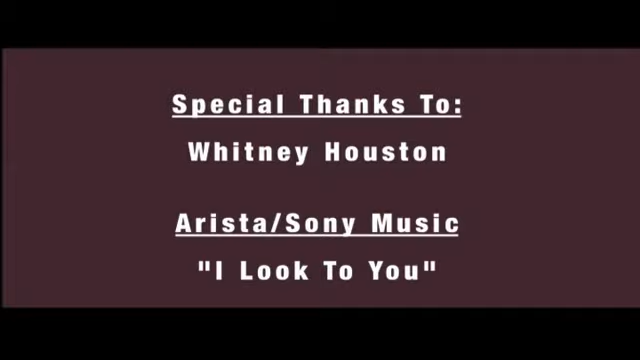 Special Thanks To:
Whitney Houston
Arista/Sony Music
"I Look To You"